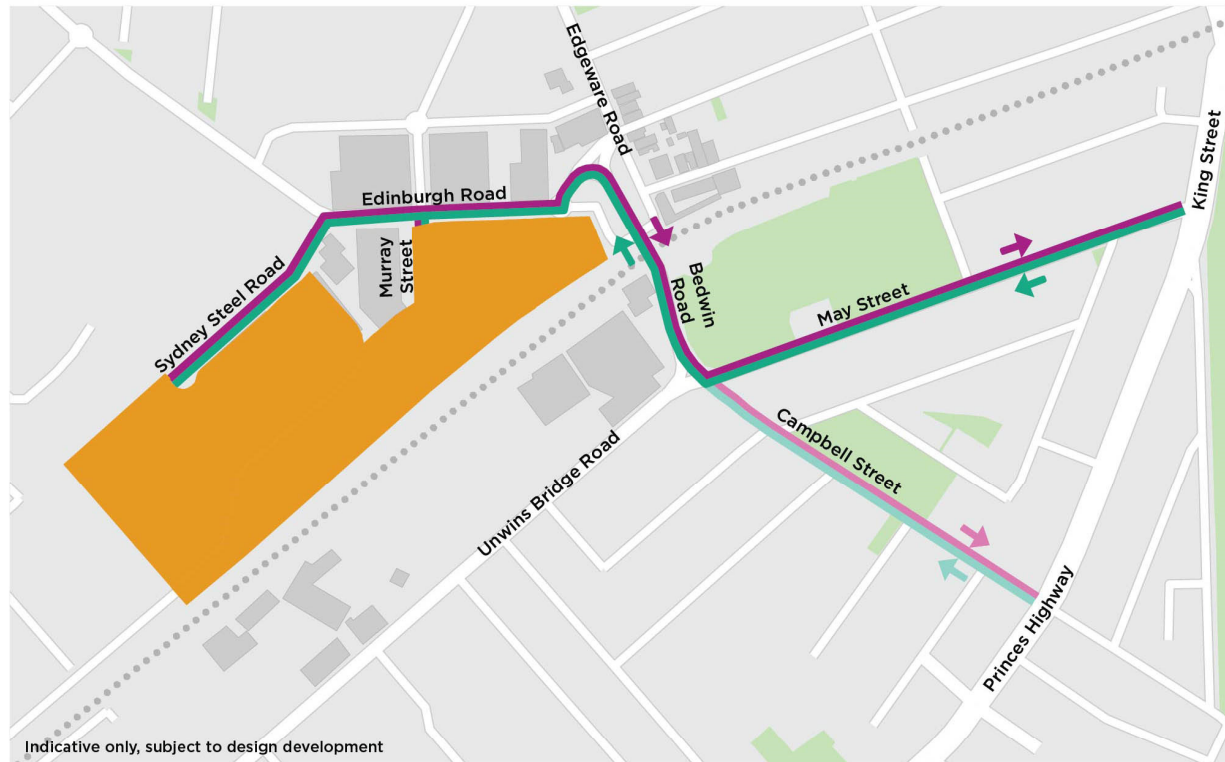 Edgeware Road
King Street
Edinburgh Road
Murray
Street
Sydney Steel Road
Bedwin
Road
May Street
Campbell Street
Unwins Bridge Road
Princes Highway
Indicative only, subject to design development